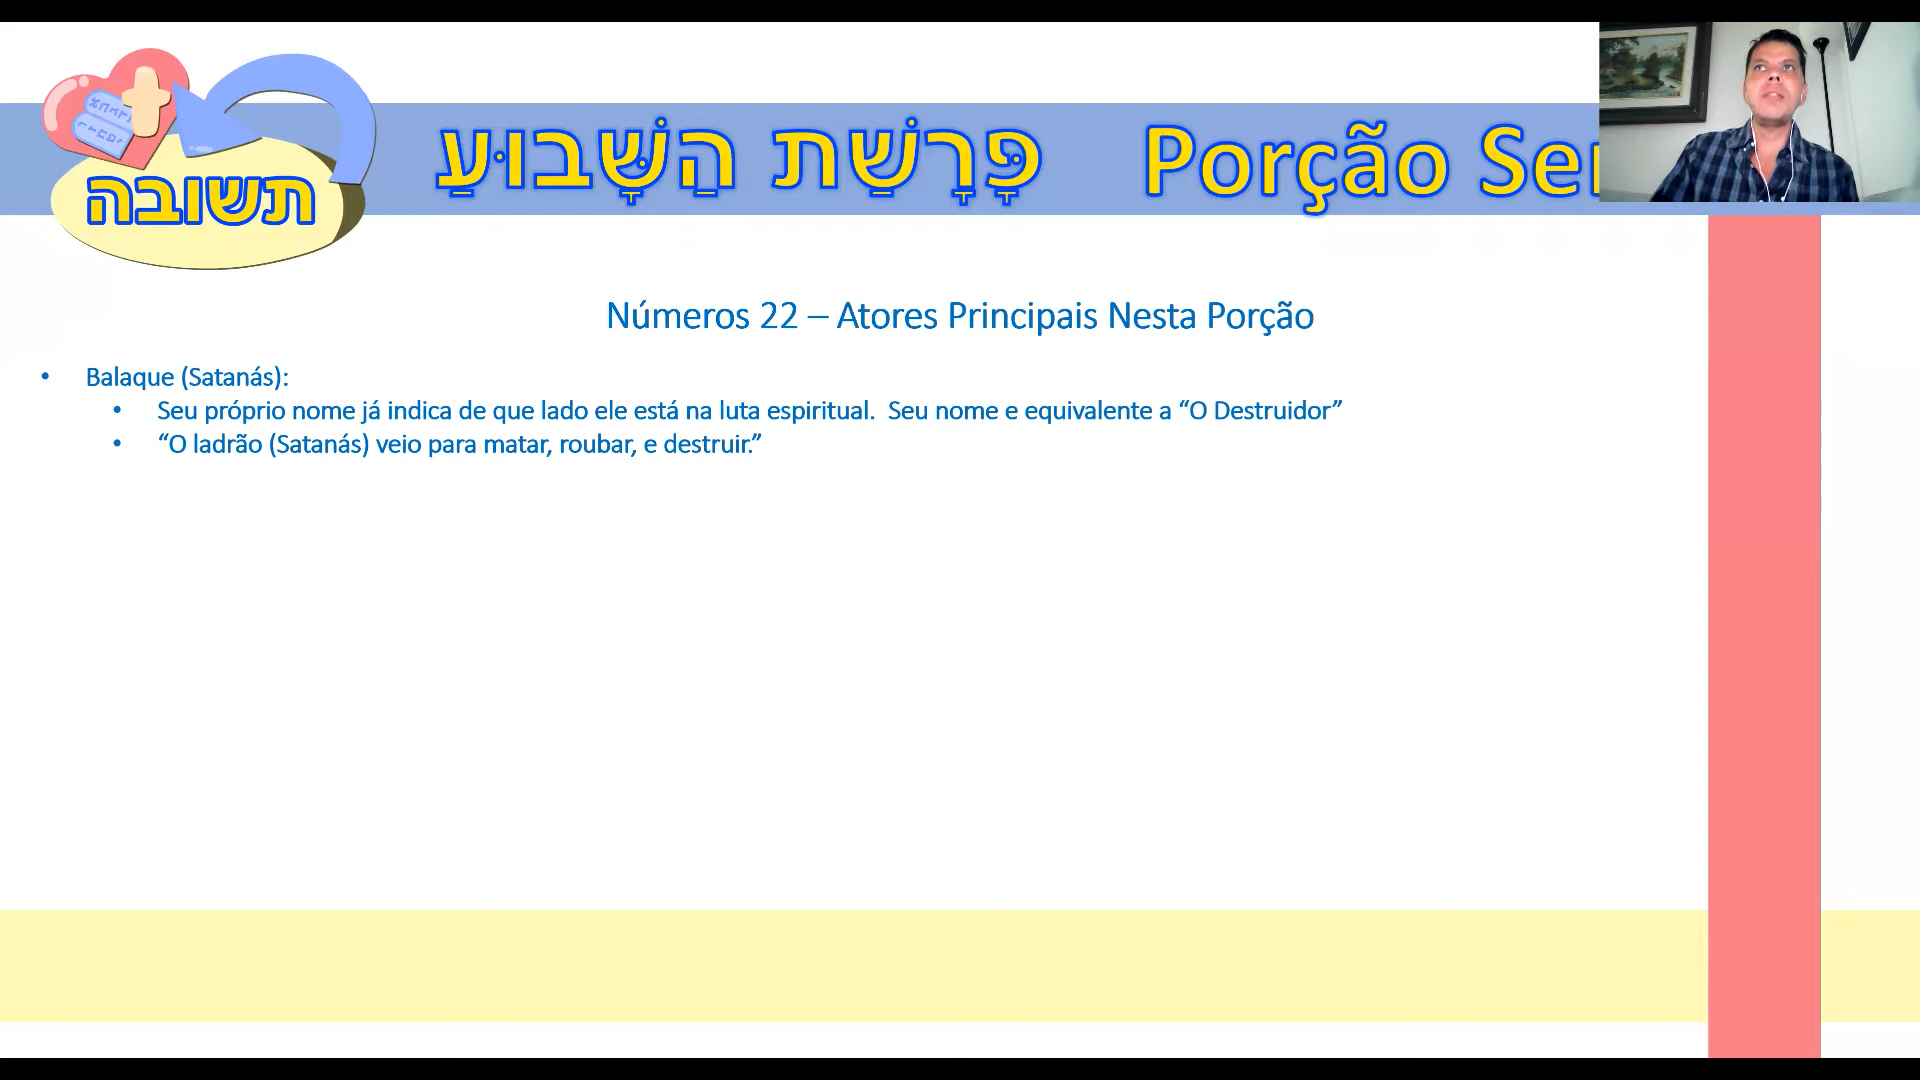 פָּרָשַׁת הַשָּׁבוּעַ Porção Se
תשובה
Números 22 – Atores Principais Nesta Porção
• Balaque (Satanás):
• Seu próprio nome já indica de que lado ele está na luta espiritual. Seu nome e equivalente a “O Destruidor”
• “O ladrão (Satanás) veio para matar, roubar, e destruir.”